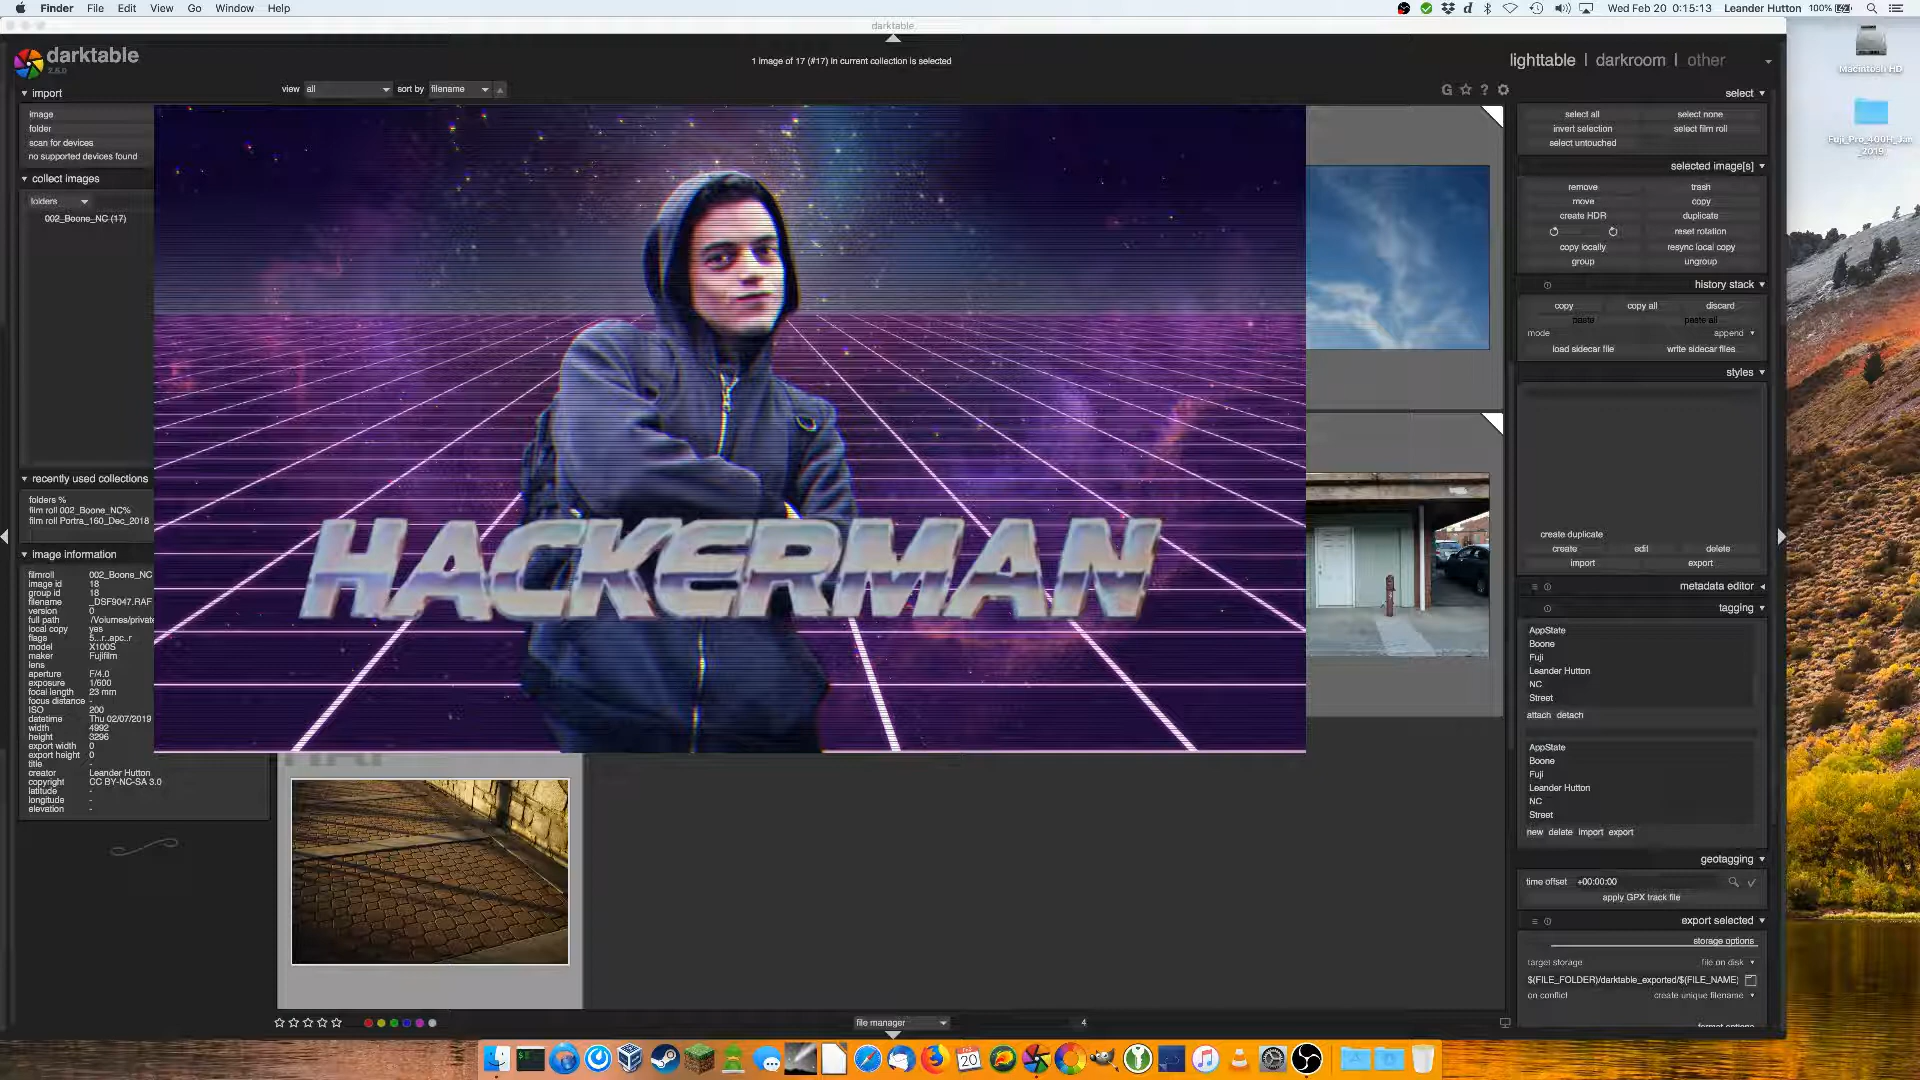 Finder File Edit View Go Window Help
Wed Feb 20 0:15:13 Leander Hutton 100%
darktable
Macintosh HD
Fuji_Pro_400H_Jan
_2019
darktable
2.6.0
1 image of 17 (#17) in current collection is selected
lighttable | darkroom | other
view all sort by filename
G ?
import
image
folder
scan for devices
no supported devices found
collect images
folders
002_Boone_NC (17)
recently used collections
folders %
film roll 002_Boone_NC%
film roll Portra_160_Dec_2018
image information
filmroll 002_Boone_NC
image id 18
group id 18
filename _DSF9047.RAF
version 0
full path /Volumes/private
local copy yes
flags 5...r..apc..r
model X100S
maker Fujifilm
lens
aperture F/4.0
exposure 1/600
focal length 23 mm
focus distance -
ISO 200
datetime Thu 02/07/2019
width 4992
height 3296
export width 0
export height 0
title -
creator Leander Hutton
copyright CC BY-NC-SA 3.0
latitude -
longitude -
elevation -
HACKERMAN
file manager 4
select
select all select none
invert selection select film roll
select untouched
selected image[s]
remove trash
move copy
create HDR duplicate
reset rotation
copy locally resync local copy
group ungroup
history stack
copy copy all discard
paste paste all
mode append
load sidecar file write sidecar files
styles
create duplicate
create edit delete
import export
metadata editor
tagging
AppState
Boone
Fuji
Leander Hutton
NC
Street
attach detach
AppState
Boone
Fuji
Leander Hutton
NC
Street
new delete import export
geotagging
time offset +00:00:00
apply GPX track file
export selected
storage options
target storage file on disk
$(FILE_FOLDER)/darktable_exported/$(FILE_NAME)
on conflict create unique filename
format options
20